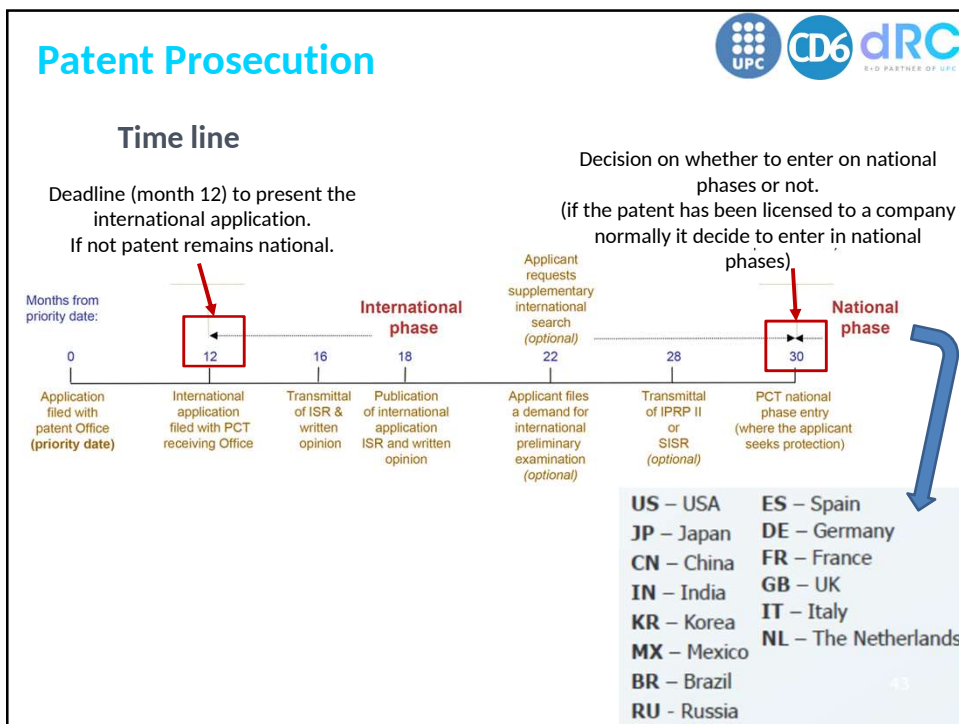 Patent Prosecution
UPC
CD6
dRC
R+D PARTNER OF UPC
Time line
Deadline (month 12) to present the
international application.
If not patent remains national.
Decision on whether to enter on national
phases or not.
(if the patent has been licensed to a company
normally it decide to enter in national
phases)
Applicant
requests
supplementary
international
search
(optional)
Months from
priority date:
International
phase
National
phase
0
12
16
18
22
28
30
Application
filed with
patent Office
(priority date)
International
application
filed with PCT
receiving Office
Transmittal
of ISR &
written
opinion
Publication
of international
application
ISR and written
opinion
Applicant files
a demand for
international
preliminary
examination
(optional)
Transmittal
of IPRP II
or
SISR
(optional)
PCT national
phase entry
(where the applicant
seeks protection)
US – USA
JP – Japan
CN – China
IN – India
KR – Korea
MX – Mexico
BR – Brazil
RU - Russia
ES – Spain
DE – Germany
FR – France
GB – UK
IT – Italy
NL – The Netherlands
43